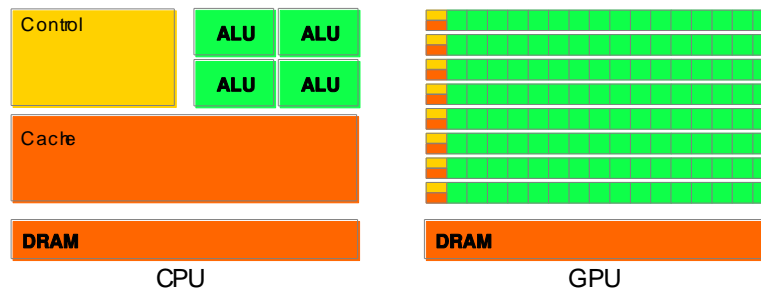 Control
ALU ALU
ALU ALU
Cache
DRAM
DRAM
CPU
GPU